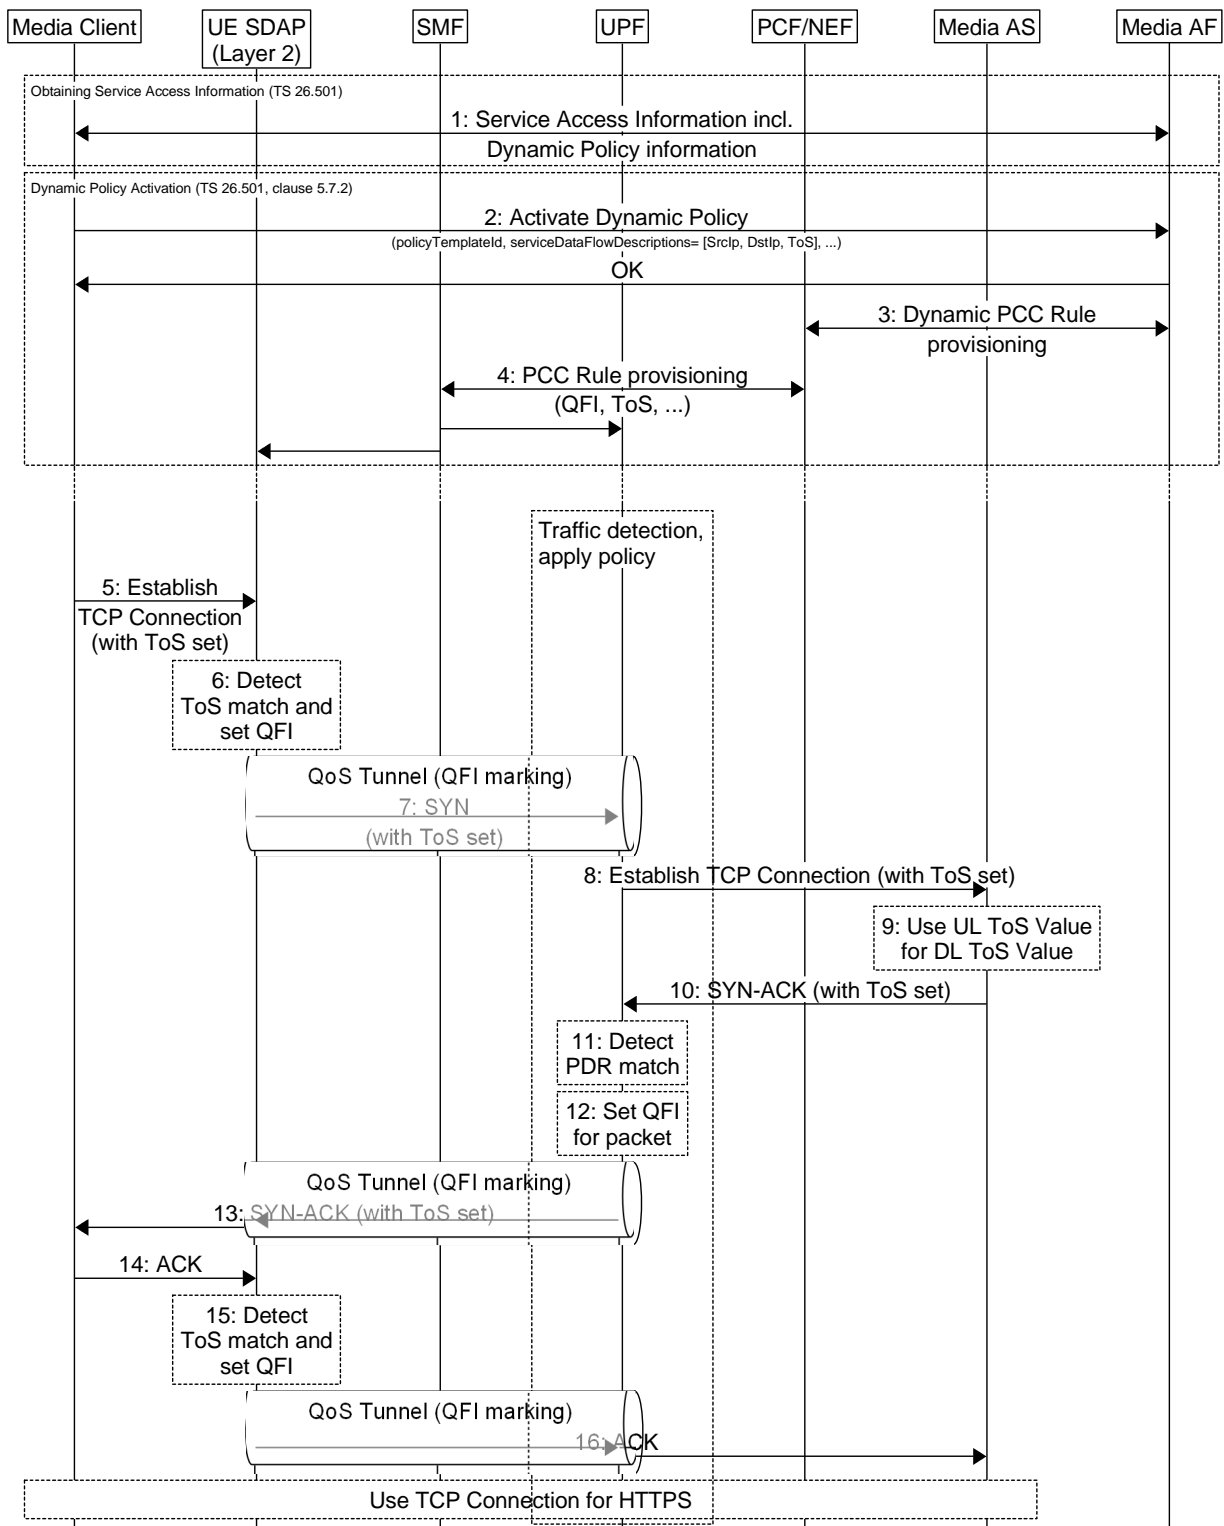 Media Client
UE SDAP
(Layer 2)
SMF
UPF
PCF/NEF
Media AS
Media AF
Obtaining Service Access Information (TS 26.501)
1: Service Access Information incl.
Dynamic Policy information
Dynamic Policy Activation (TS 26.501, clause 5.7.2)
2: Activate Dynamic Policy
(policyTemplateId, serviceDataFlowDescriptions= [SrcIp, DstIp, ToS], ...)
OK
3: Dynamic PCC Rule
provisioning
4: PCC Rule provisioning
(QFI, ToS, ...)
Traffic detection,
apply policy
5: Establish
TCP Connection
(with ToS set)
6: Detect
ToS match and
set QFI
QoS Tunnel (QFI marking)
7: SYN
(with ToS set)
8: Establish TCP Connection (with ToS set)
9: Use UL ToS Value
for DL ToS Value
10: SYN-ACK (with ToS set)
11: Detect
PDR match
12: Set QFI
for packet
QoS Tunnel (QFI marking)
13: SYN-ACK (with ToS set)
14: ACK
15: Detect
ToS match and
set QFI
QoS Tunnel (QFI marking)
16: ACK
Use TCP Connection for HTTPS